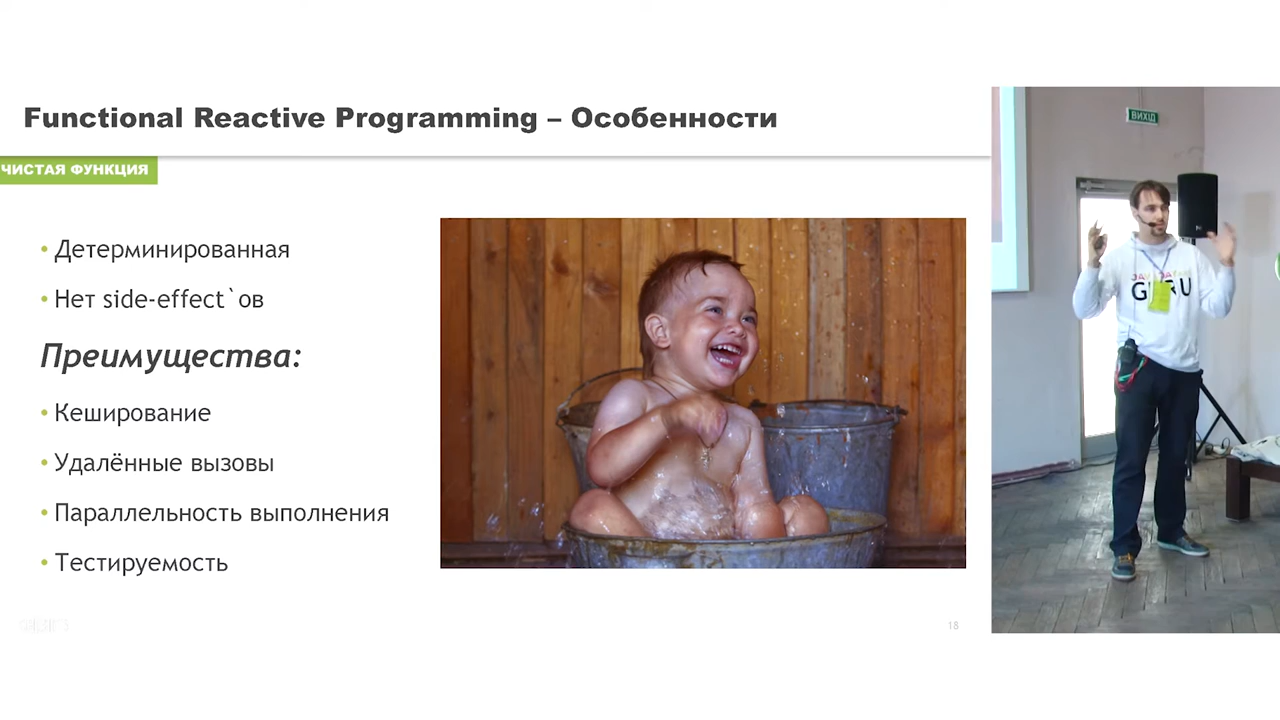 Functional Reactive Programming – Особенности
ЧИСТАЯ ФУНКЦИЯ
• Детерминированная
• Нет side-effect`ов
Преимущества:
• Кеширование
• Удалённые вызовы
• Параллельность выполнения
• Тестируемость
18
ВИХІД